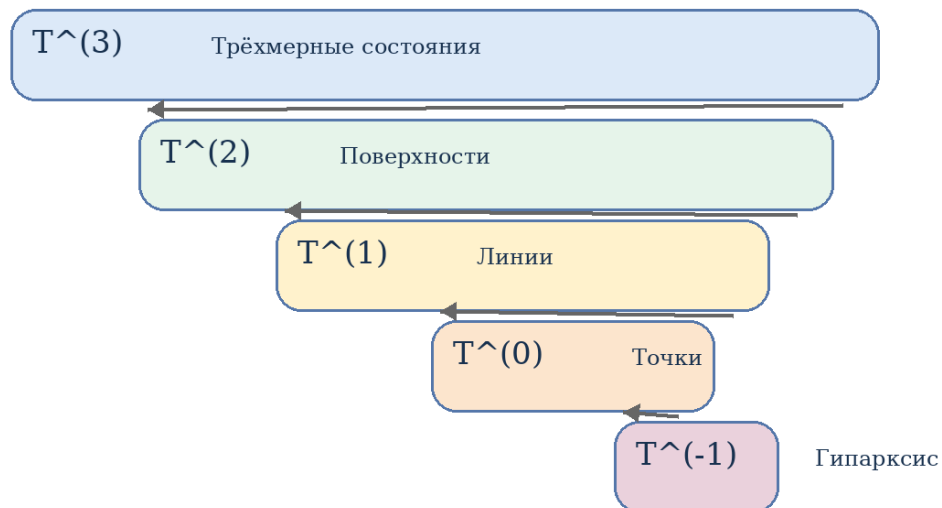 T^(3) Трёхмерные состояния
T^(2) Поверхности
T^(1) Линии
T^(0) Точки
T^(-1) Гипарксис